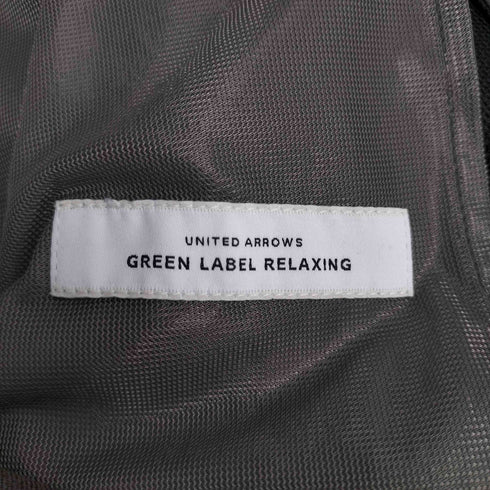 UNITED ARROWS
GREEN LABEL RELAXING